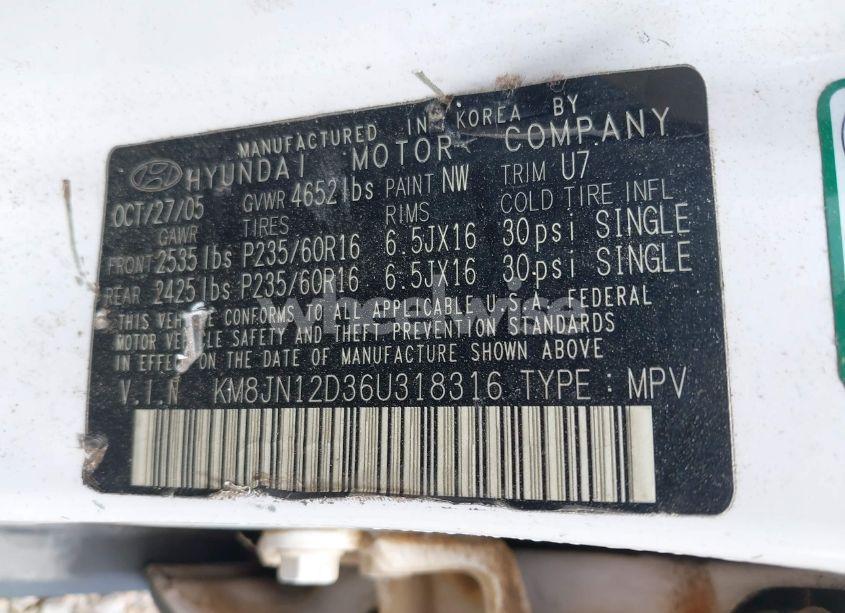 MANUFACTURED IN KOREA BY
HYUNDAI MOTOR COMPANY
OCT/27/05 GVWR 4652 lbs PAINT NW TRIM U7
GAWR TIRES RIMS COLD TIRE INFL
FRONT 2535 lbs P235/60R16 6.5JX16 30psi SINGLE
REAR 2425 lbs P235/60R16 6.5JX16 30psi SINGLE
THIS VEHICLE CONFORMS TO ALL APPLICABLE U.S.A. FEDERAL
MOTOR VEHICLE SAFETY AND THEFT PREVENTION STANDARDS
IN EFFECT ON THE DATE OF MANUFACTURE SHOWN ABOVE
V.I.N KM8JN12D36U318316 TYPE : MPV
Wheelwise